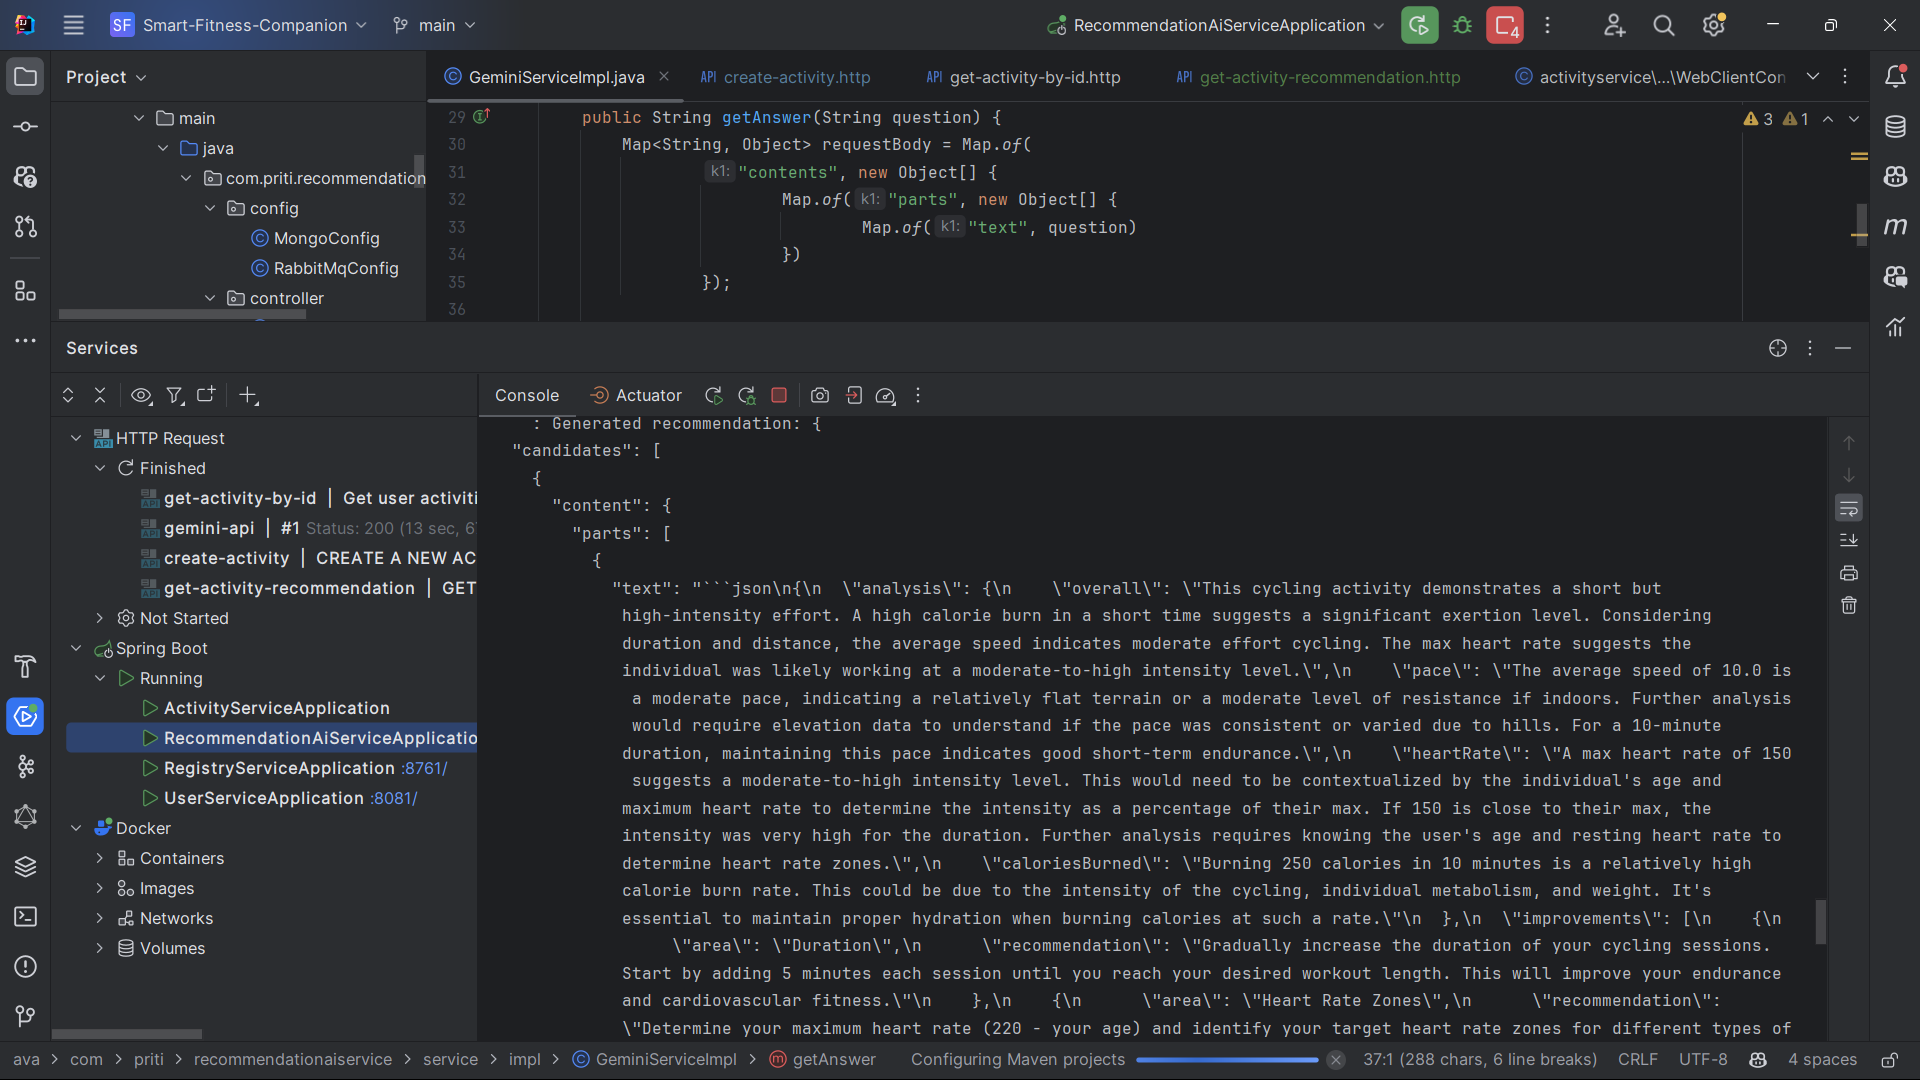 SF Smart-Fitness-Companion main RecommendationAiServiceApplication 4
Project
GeminiServiceImpl.java API create-activity.http API get-activity-by-id.http API get-activity-recommendation.http activityservice\...\WebClientCon
main
java
com.priti.recommendation
config
MongoConfig
RabbitMqConfig
controller
29 public String getAnswer(String question) {
30 Map<String, Object> requestBody = Map.of(
31 k1: "contents", new Object[] {
32 Map.of( k1: "parts", new Object[] {
33 Map.of( k1: "text", question)
34 })
35 });
36
3 1
Services
HTTP Request
Finished
get-activity-by-id | Get user activiti
gemini-api | #1 Status: 200 (13 sec, 6
create-activity | CREATE A NEW AC
get-activity-recommendation | GET
Not Started
Spring Boot
Running
ActivityServiceApplication
RecommendationAiServiceApplicatio
RegistryServiceApplication :8761/
UserServiceApplication :8081/
Docker
Containers
Images
Networks
Volumes
Console Actuator
: Generated recommendation: {
"candidates": [
{
"content": {
"parts": [
{
"text": "```json\n{\n  \"analysis\": {\n    \"overall\": \"This cycling activity demonstrates a short but
high-intensity effort. A high calorie burn in a short time suggests a significant exertion level. Considering
duration and distance, the average speed indicates moderate effort cycling. The max heart rate suggests the
individual was likely working at a moderate-to-high intensity level.\",\n    \"pace\": \"The average speed of 10.0 is
a moderate pace, indicating a relatively flat terrain or a moderate level of resistance if indoors. Further analysis
would require elevation data to understand if the pace was consistent or varied due to hills. For a 10-minute
duration, maintaining this pace indicates good short-term endurance.\",\n    \"heartRate\": \"A max heart rate of 150
suggests a moderate-to-high intensity level. This would need to be contextualized by the individual's age and
maximum heart rate to determine the intensity as a percentage of their max. If 150 is close to their max, the
intensity was very high for the duration. Further analysis requires knowing the user's age and resting heart rate to
determine heart rate zones.\",\n    \"caloriesBurned\": \"Burning 250 calories in 10 minutes is a relatively high
calorie burn rate. This could be due to the intensity of the cycling, individual metabolism, and weight. It's
essential to maintain proper hydration when burning calories at such a rate.\"\n  },\n  \"improvements\": [\n    {\n
\"area\": \"Duration\",\n      \"recommendation\": \"Gradually increase the duration of your cycling sessions.
Start by adding 5 minutes each session until you reach your desired workout length. This will improve your endurance
and cardiovascular fitness.\"\n    },\n    {\n      \"area\": \"Heart Rate Zones\",\n      \"recommendation\":
\"Determine your maximum heart rate (220 - your age) and identify your target heart rate zones for different types of
ava > com > priti > recommendationaiservice > service > impl > GeminiServiceImpl > getAnswer Configuring Maven projects 37:1 (288 chars, 6 line breaks) CRLF UTF-8 4 spaces